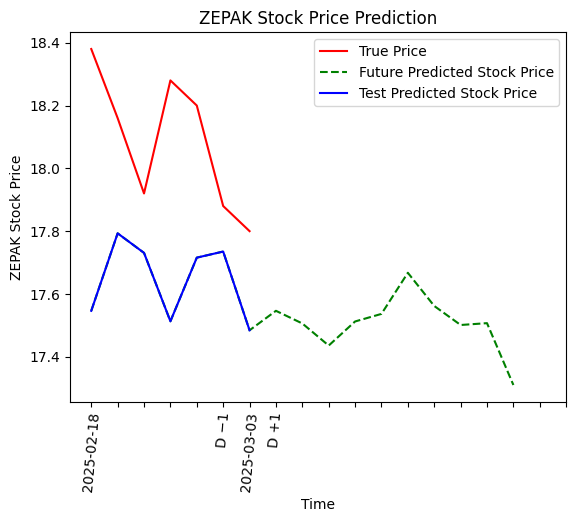 ZEPAK Stock Price Prediction
True Price
Future Predicted Stock Price
Test Predicted Stock Price
ZEPAK Stock Price
18.4
18.2
18.0
17.8
17.6
17.4
2025-02-18
D −1
2025-03-03
D +1
Time